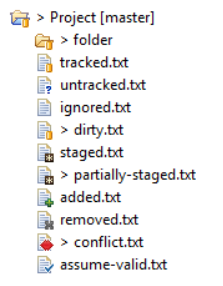 > Project [master]
> folder
tracked.txt
untracked.txt
ignored.txt
> dirty.txt
staged.txt
> partially-staged.txt
added.txt
removed.txt
> conflict.txt
assume-valid.txt